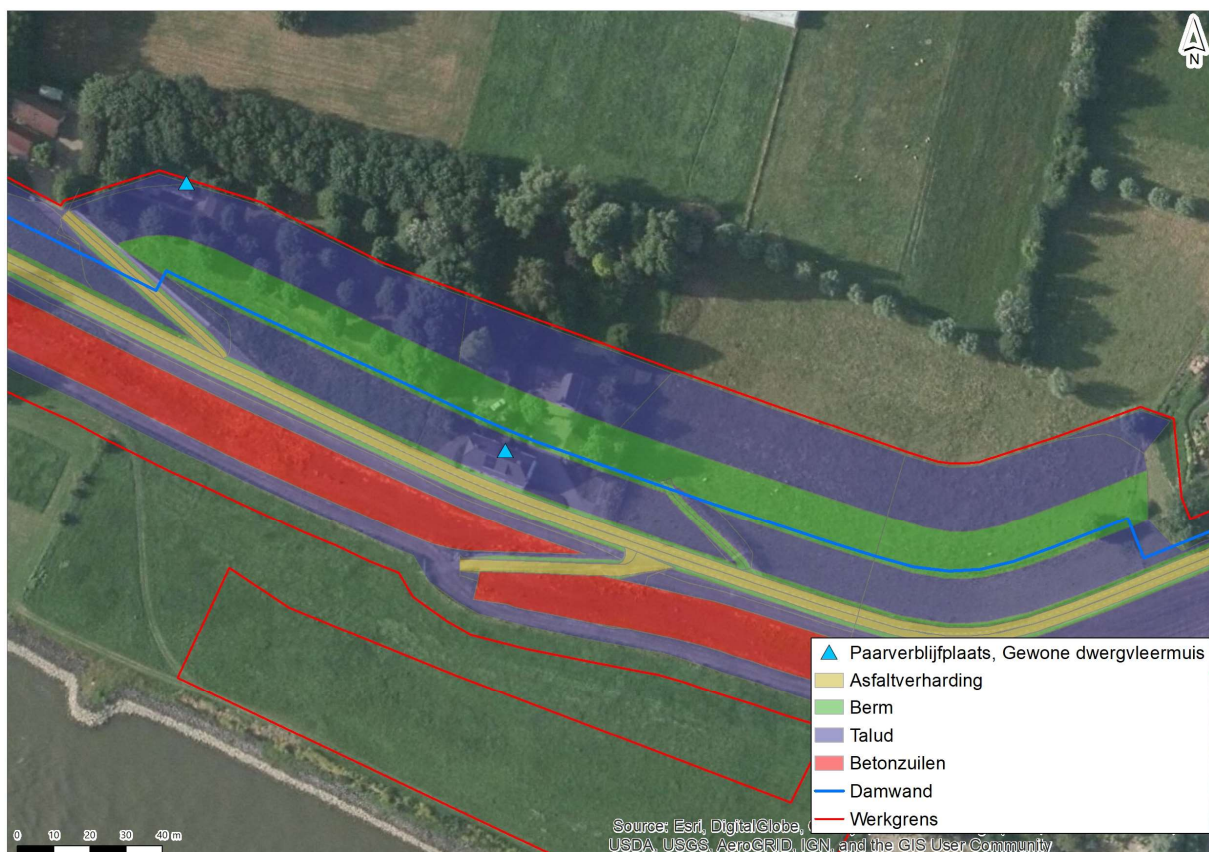 N
Paarverblijfplaats, Gewone dwergvleermuis
Asfaltverharding
Berm
Talud
Betonzuilen
Damwand
Werkgrens
0 10 20 30 40 m
Source: Esri, DigitalGlobe,
USDA, USGS, AeroGRID, IGN, and the GIS User Community